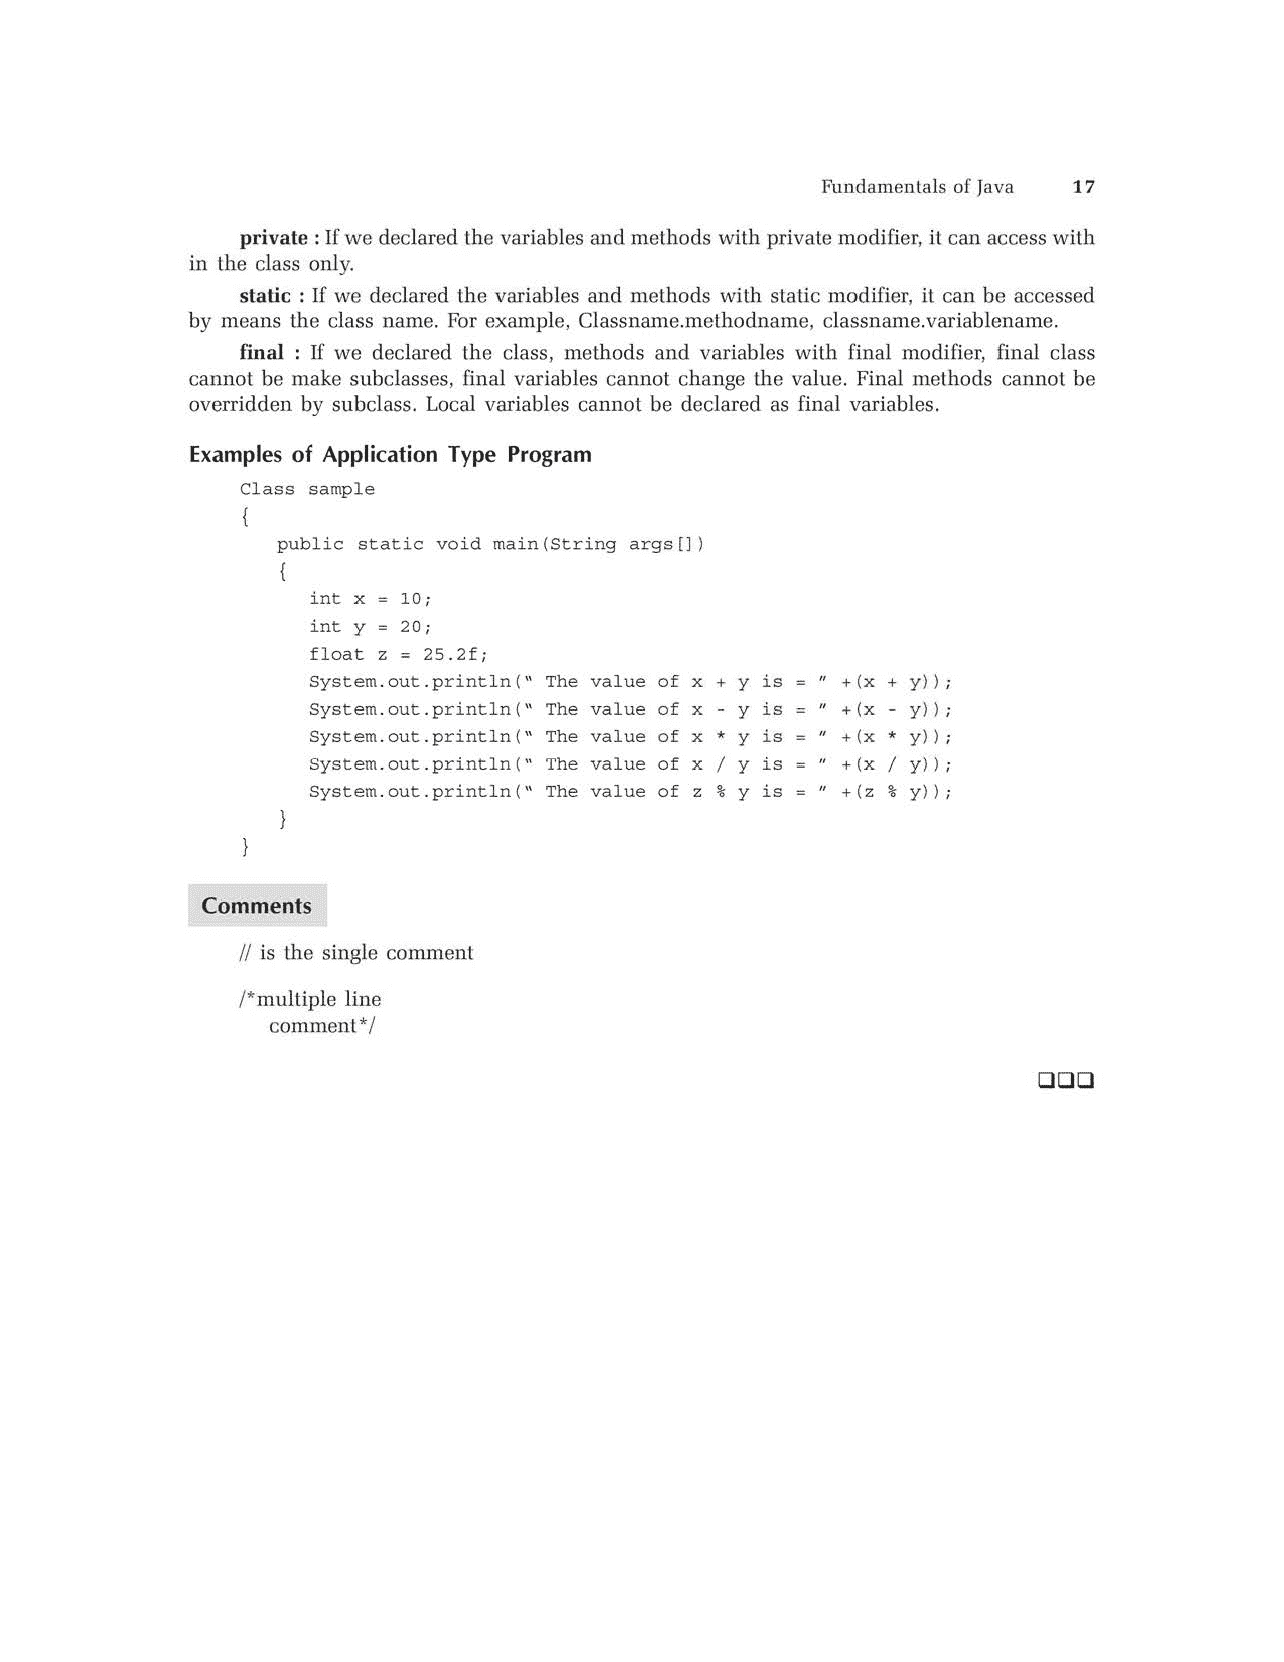 Fundamentals of Java 17
private : If we declared the variables and methods with private modifier, it can access with
in the class only.
static : If we declared the variables and methods with static modifier, it can be accessed
by means the class name. For example, Classname.methodname, classname.variablename.
final : If we declared the class, methods and variables with final modifier, final class
cannot be make subclasses, final variables cannot change the value. Final methods cannot be
overridden by subclass. Local variables cannot be declared as final variables.
Examples of Application Type Program
Class sample
{
public static void main(String args[])
{
int x = 10;
int y = 20;
float z = 25.2f;
System.out.println(“ The value of x + y is = ” +(x + y));
System.out.println(“ The value of x - y is = ” +(x - y));
System.out.println(“ The value of x * y is = ” +(x * y));
System.out.println(“ The value of x / y is = ” +(x / y));
System.out.println(“ The value of z % y is = ” +(z % y));
}
}
Comments
// is the single comment
/*multiple line
comment*/
❑❑❑